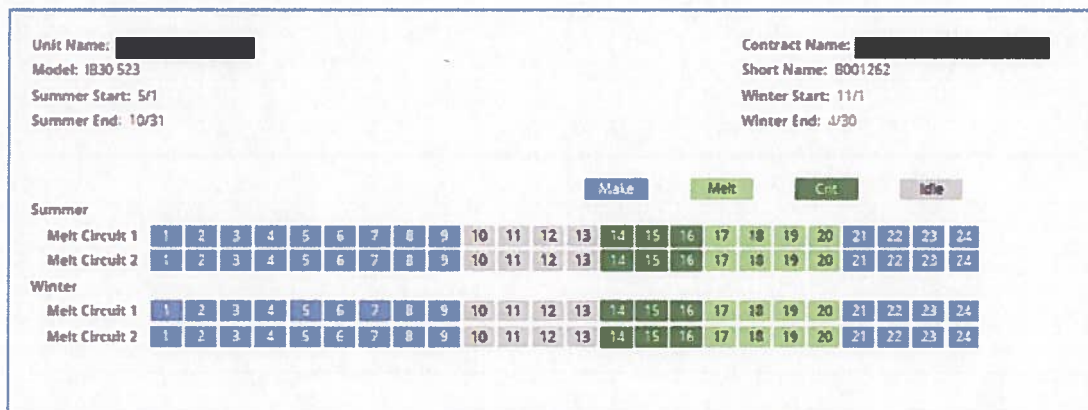 Unit Name:
Contract Name:
Model: IB30 523
Short Name: B001262
Summer Start: 5/1
Winter Start: 11/1
Summer End: 10/31
Winter End: 4/30
Make Melt Crit Idle
Summer
Melt Circuit 1 1 2 3 4 5 6 7 8 9 10 11 12 13 14 15 16 17 18 19 20 21 22 23 24
Melt Circuit 2 1 2 3 4 5 6 7 8 9 10 11 12 13 14 15 16 17 18 19 20 21 22 23 24
Winter
Melt Circuit 1 1 2 3 4 5 6 7 8 9 10 11 12 13 14 15 16 17 18 19 20 21 22 23 24
Melt Circuit 2 1 2 3 4 5 6 7 8 9 10 11 12 13 14 15 16 17 18 19 20 21 22 23 24